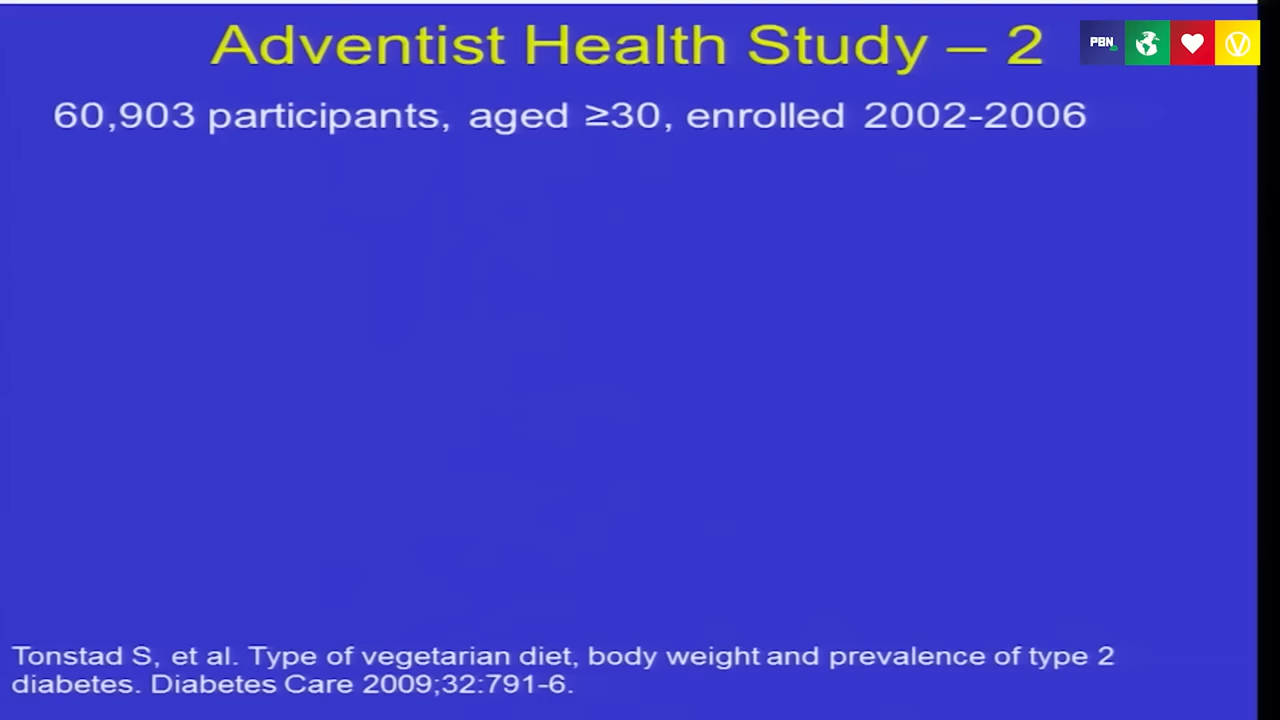 Adventist Health Study – 2
PBN
60,903 participants, aged ≥30, enrolled 2002-2006
Tonstad S, et al. Type of vegetarian diet, body weight and prevalence of type 2
diabetes. Diabetes Care 2009;32:791-6.